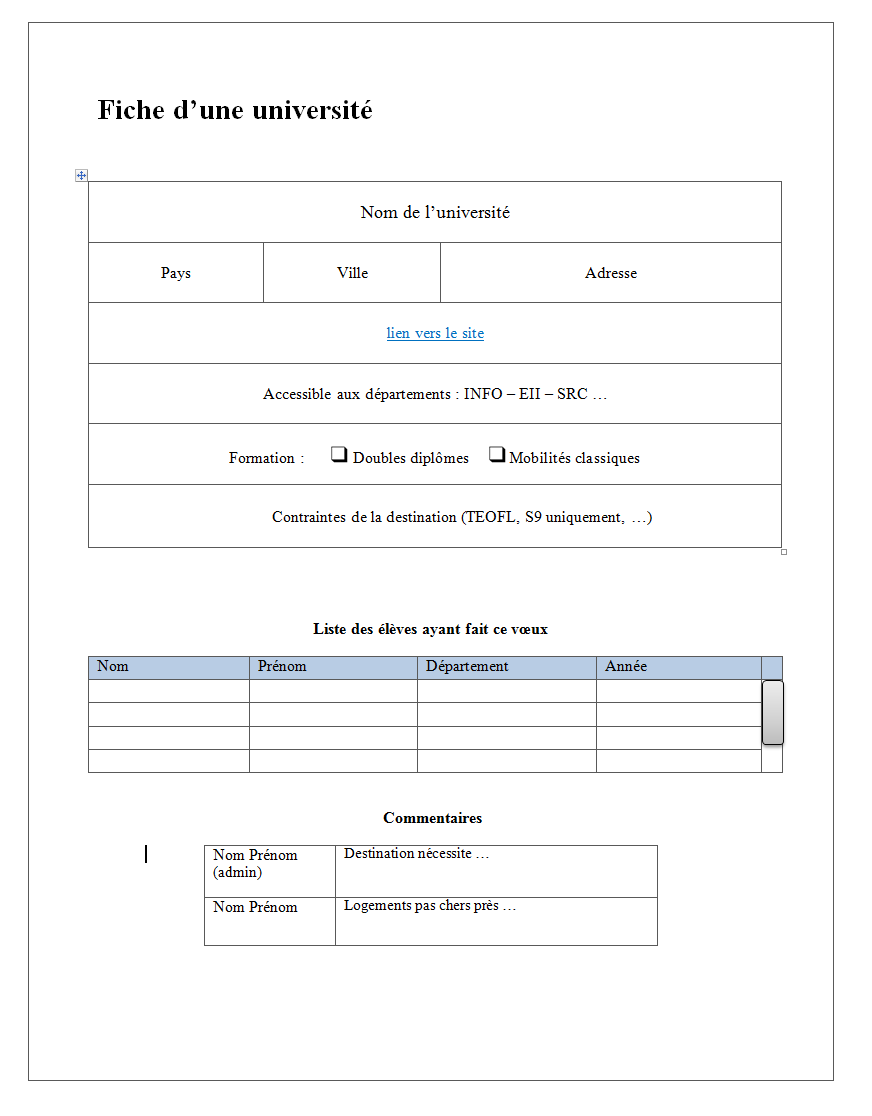 Fiche d’une université
Nom de l’université
Pays Ville Adresse
lien vers le site
Accessible aux départements : INFO – EII – SRC …
Formation : ❑ Doubles diplômes ❑ Mobilités classiques
Contraintes de la destination (TEOFL, S9 uniquement, …)
Liste des élèves ayant fait ce vœux
Nom Prénom Département Année
Commentaires
Nom Prénom
(admin)
Destination nécessite …
Nom Prénom
Logements pas chers près …